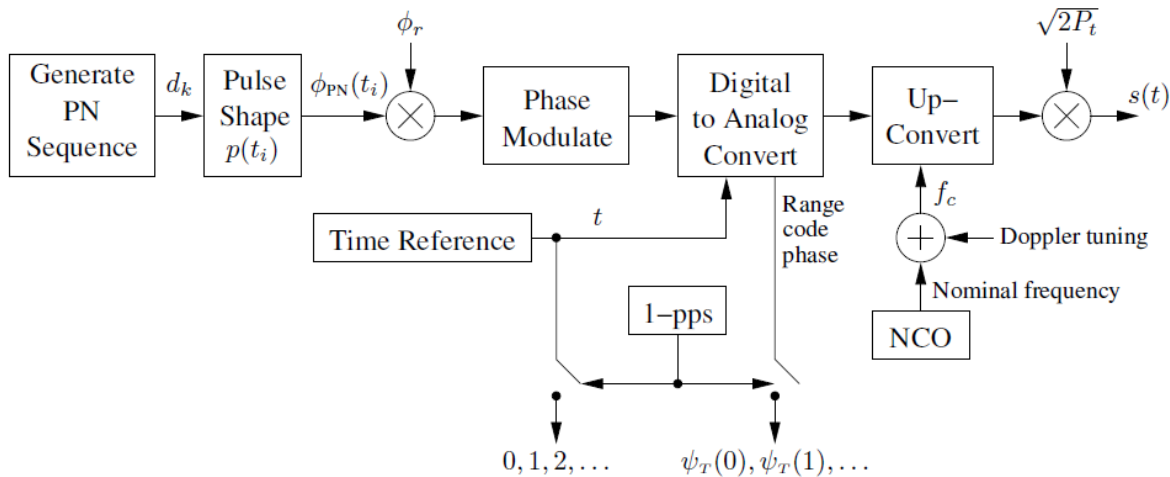 ϕ_r
√2P_t
Generate
PN
Sequence
d_k
Pulse
Shape
p(t_i)
ϕ_PN(t_i)
Phase
Modulate
Digital
to Analog
Convert
Up–
Convert
s(t)
f_c
Time Reference
t
Range
code
phase
Doppler tuning
Nominal frequency
1–pps
NCO
0, 1, 2, . . .
ψ_T(0), ψ_T(1), . . .